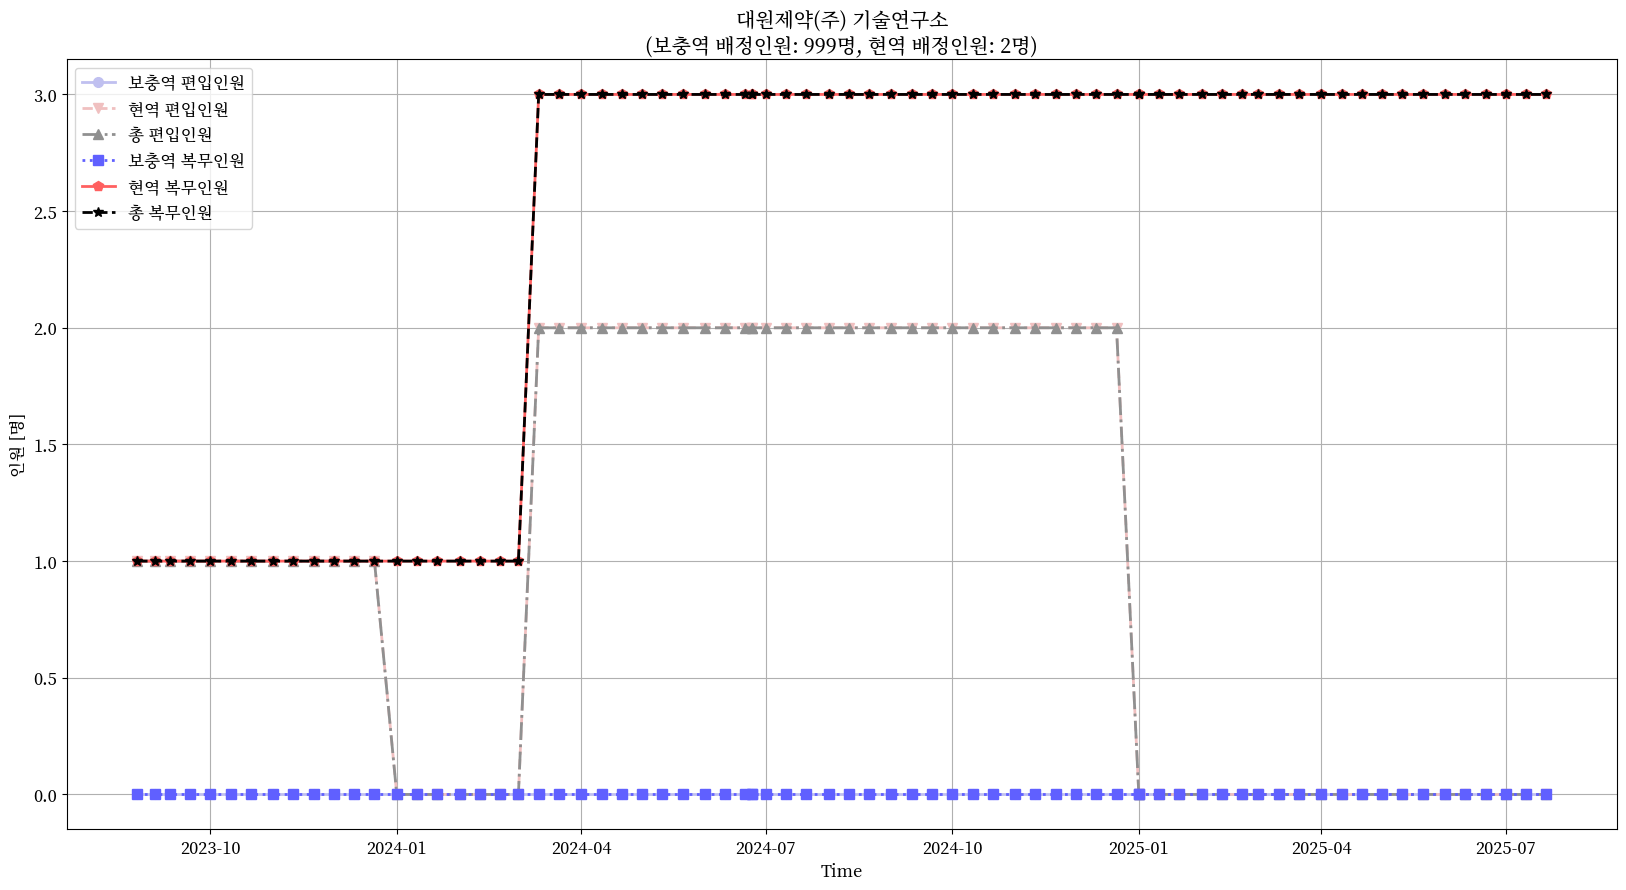 대원제약(주) 기술연구소
(보충역 배정인원: 999명, 현역 배정인원: 2명)
보충역 편입인원
현역 편입인원
총 편입인원
보충역 복무인원
현역 복무인원
총 복무인원
3.0
2.5
2.0
1.5
1.0
0.5
0.0
인원 [명]
2023-10
2024-01
2024-04
2024-07
2024-10
2025-01
2025-04
2025-07
Time